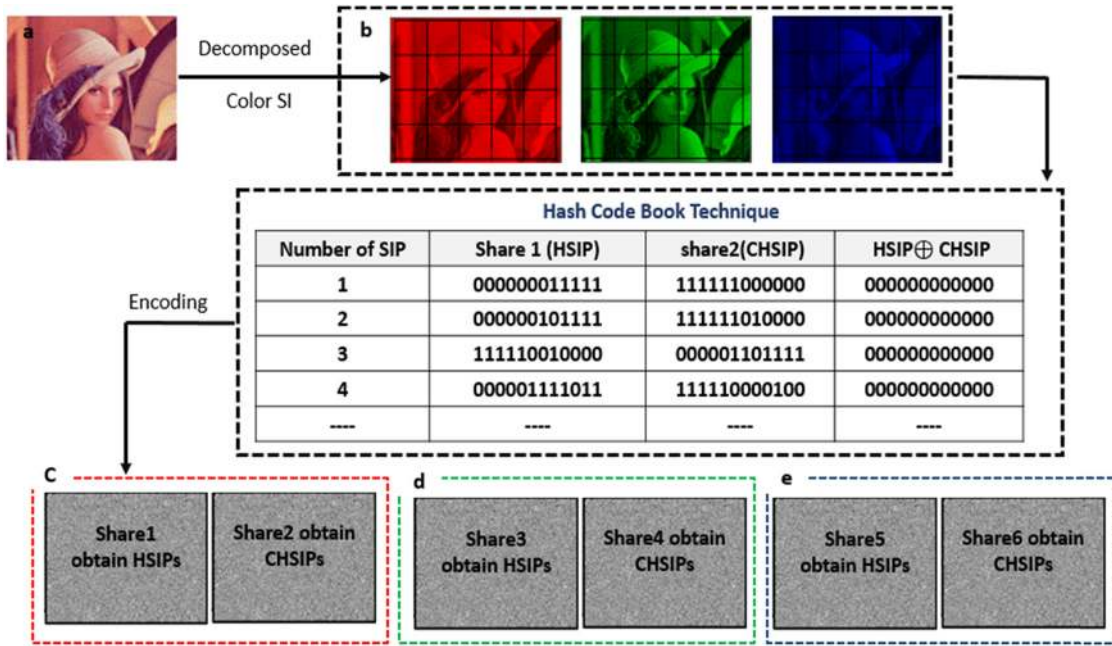 a
Decomposed
Color SI
b
Hash Code Book Technique
Number of SIP Share 1 (HSIP) share2(CHSIP) HSIP⊕ CHSIP
1 000000011111 111111000000 000000000000
2 000000101111 111111010000 000000000000
3 111110010000 000001101111 000000000000
4 000001111011 111110000100 000000000000
---- ---- ---- ----
Encoding
C
Share1
obtain HSIPs
Share2 obtain
CHSIPs
d
Share3
obtain HSIPs
Share4 obtain
CHSIPs
e
Share5
obtain HSIPs
Share6 obtain
CHSIPs